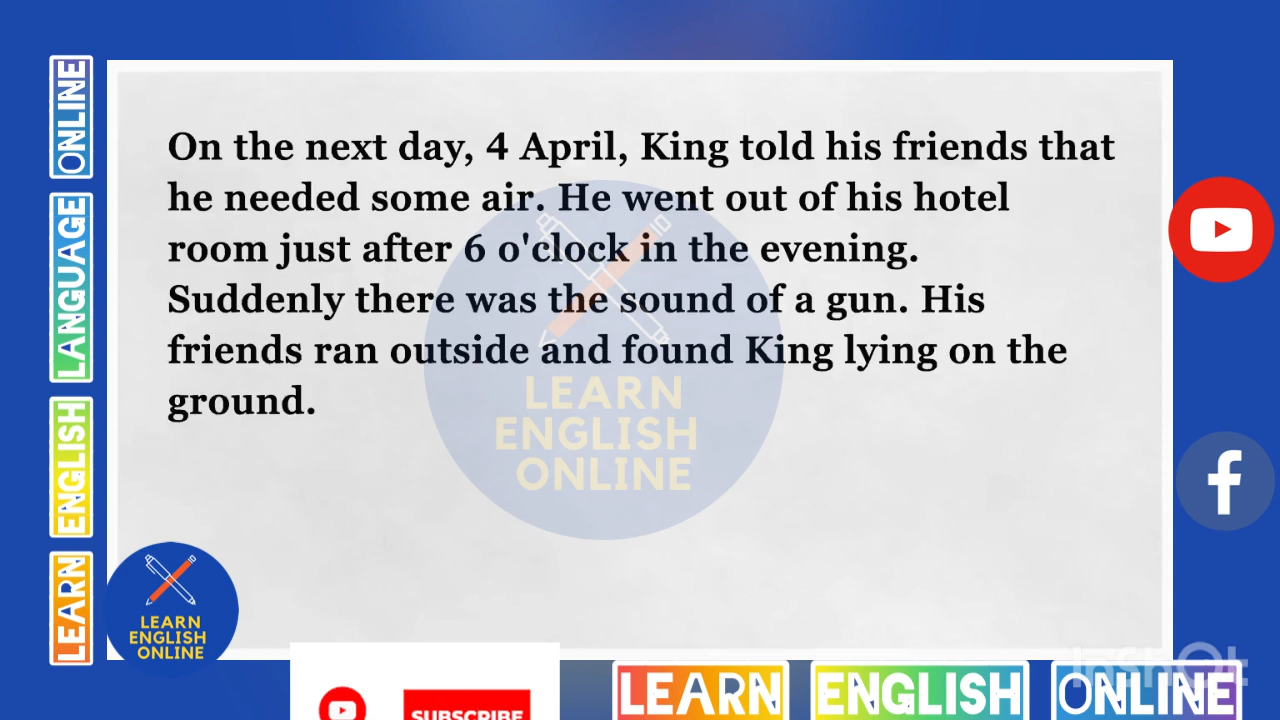 On the next day, 4 April, King told his friends that
he needed some air. He went out of his hotel
room just after 6 o'clock in the evening.
Suddenly there was the sound of a gun. His
friends ran outside and found King lying on the
ground.
LEARN
ENGLISH
ONLINE
LEARN ENGLISH LANGUAGE ONLINE
LEARN
ENGLISH
ONLINE
SUBSCRIBE
LEARN ENGLISH ONLINE
InShOt